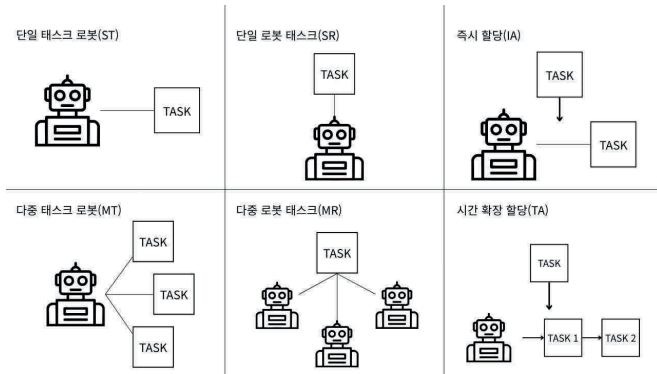 단일 태스크 로봇(ST)
TASK
단일 로봇 태스크(SR)
TASK
즉시 할당(IA)
TASK
TASK
다중 태스크 로봇(MT)
TASK
TASK
TASK
다중 로봇 태스크(MR)
TASK
시간 확장 할당(TA)
TASK
TASK 1
TASK 2